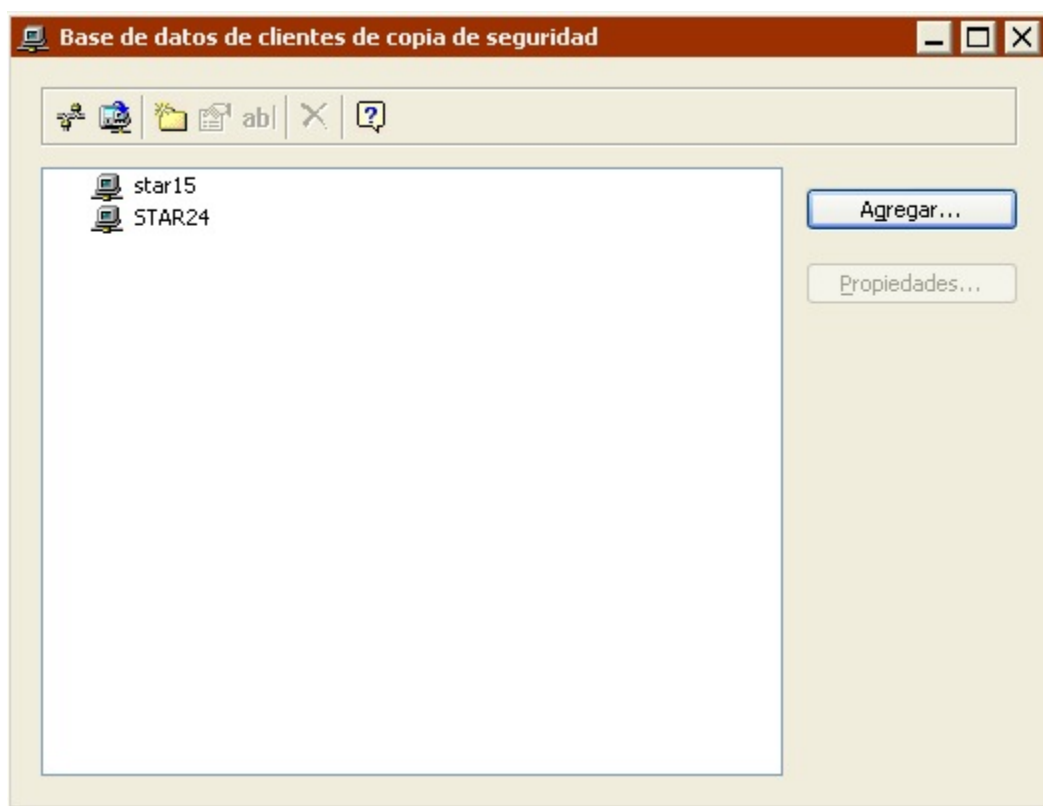 Base de datos de clientes de copia de seguridad
ab|
star15
STAR24
Agregar...
Propiedades...